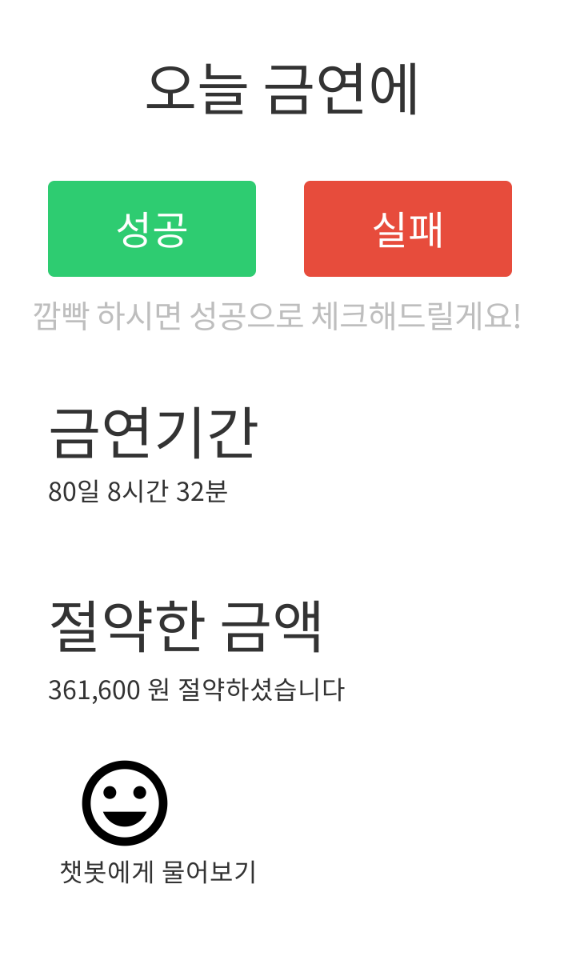 오늘 금연에
성공
실패
깜빡 하시면 성공으로 체크해드릴게요!
금연기간
80일 8시간 32분
절약한 금액
361,600 원 절약하셨습니다
챗봇에게 물어보기